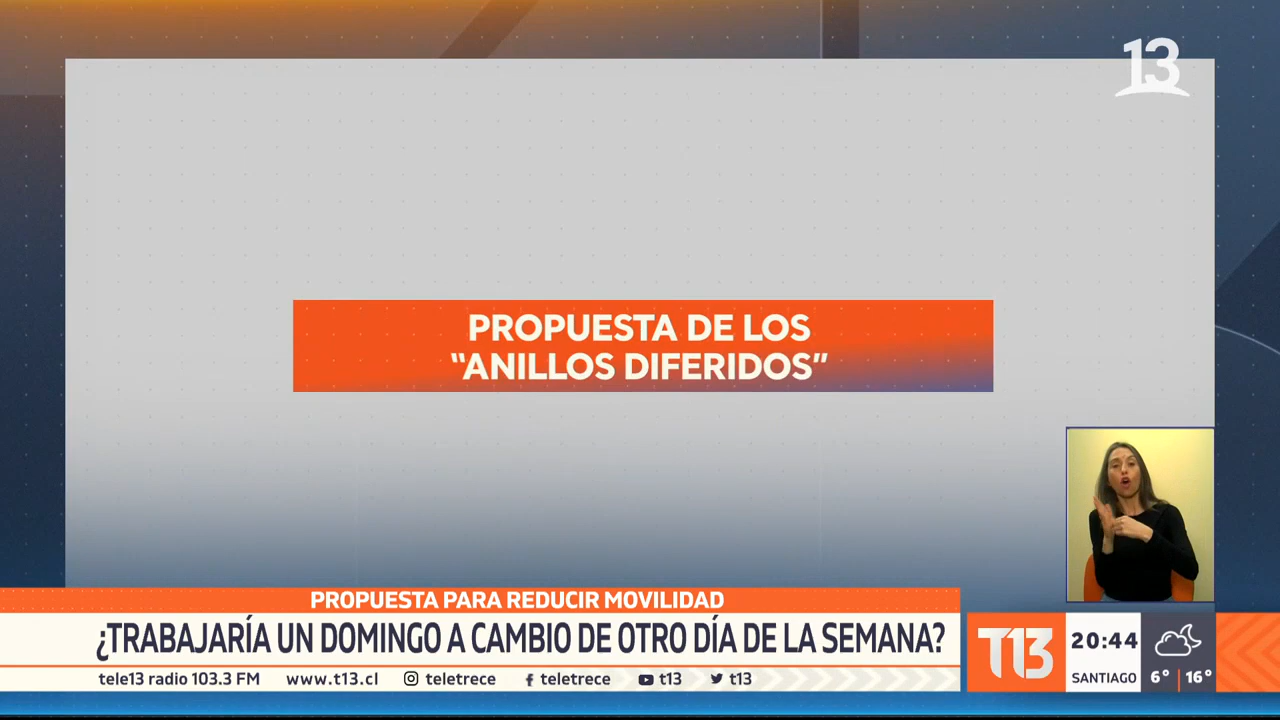 13
PROPUESTA DE LOS
“ANILLOS DIFERIDOS”
PROPUESTA PARA REDUCIR MOVILIDAD
¿TRABAJARÍA UN DOMINGO A CAMBIO DE OTRO DÍA DE LA SEMANA?
tele13 radio 103.3 FM www.t13.cl teletrece teletrece t13 t13
T13
20:44
SANTIAGO
6° 16°